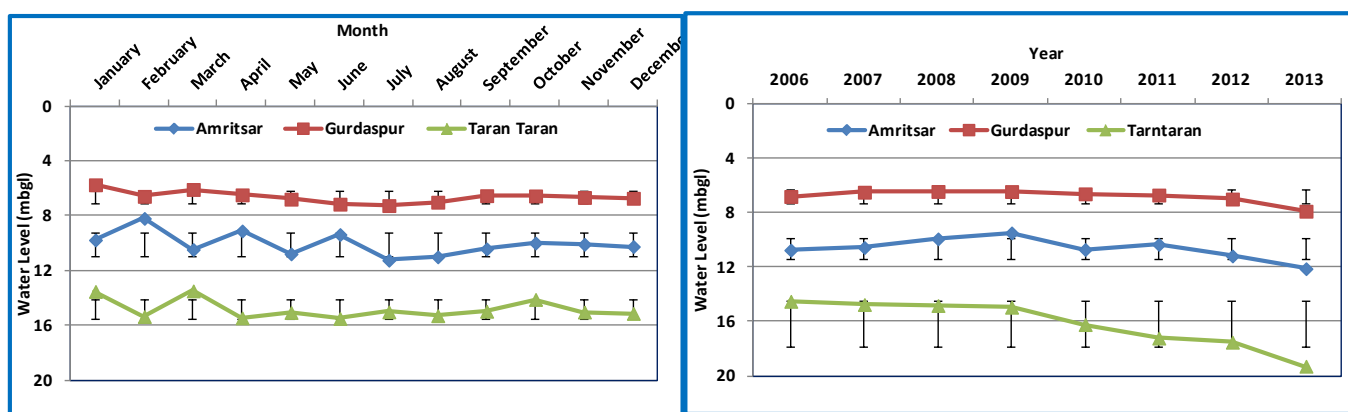 Month
January February March April May June July August September October November December
0
Amritsar Gurdaspur Taran Taran
4
8
12
16
20
Water Level (mbgl)
Year
2006 2007 2008 2009 2010 2011 2012 2013
0
Amritsar Gurdaspur Tarntaran
4
8
12
16
20
Water Level (mbgl)